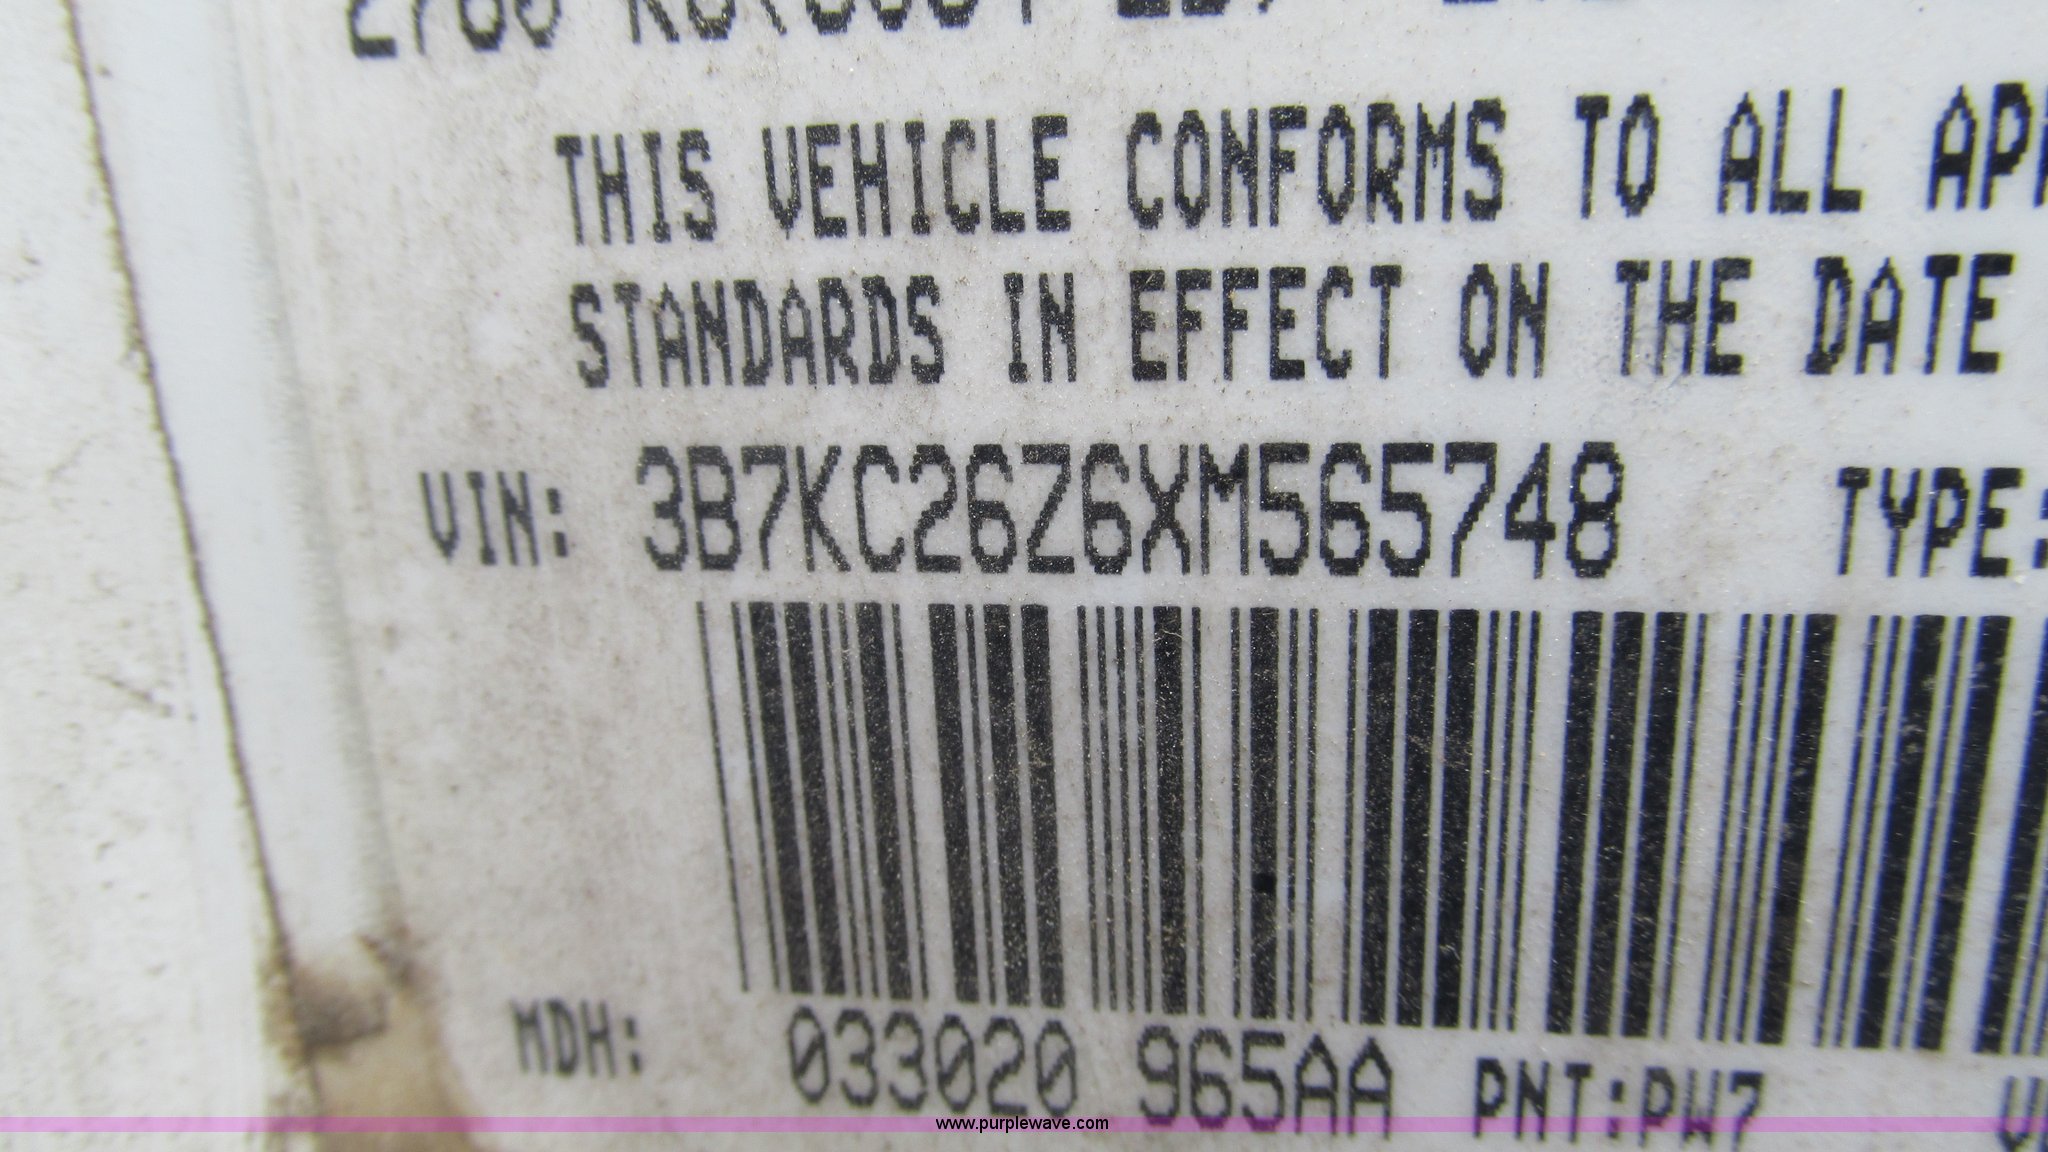 THIS VEHICLE CONFORMS TO ALL
STANDARDS IN EFFECT ON THE DATE
VIN: 3B7KC26Z6XM565748 TYPE:
MDH: 033020 965AA PNT:PW7
www.purplewave.com